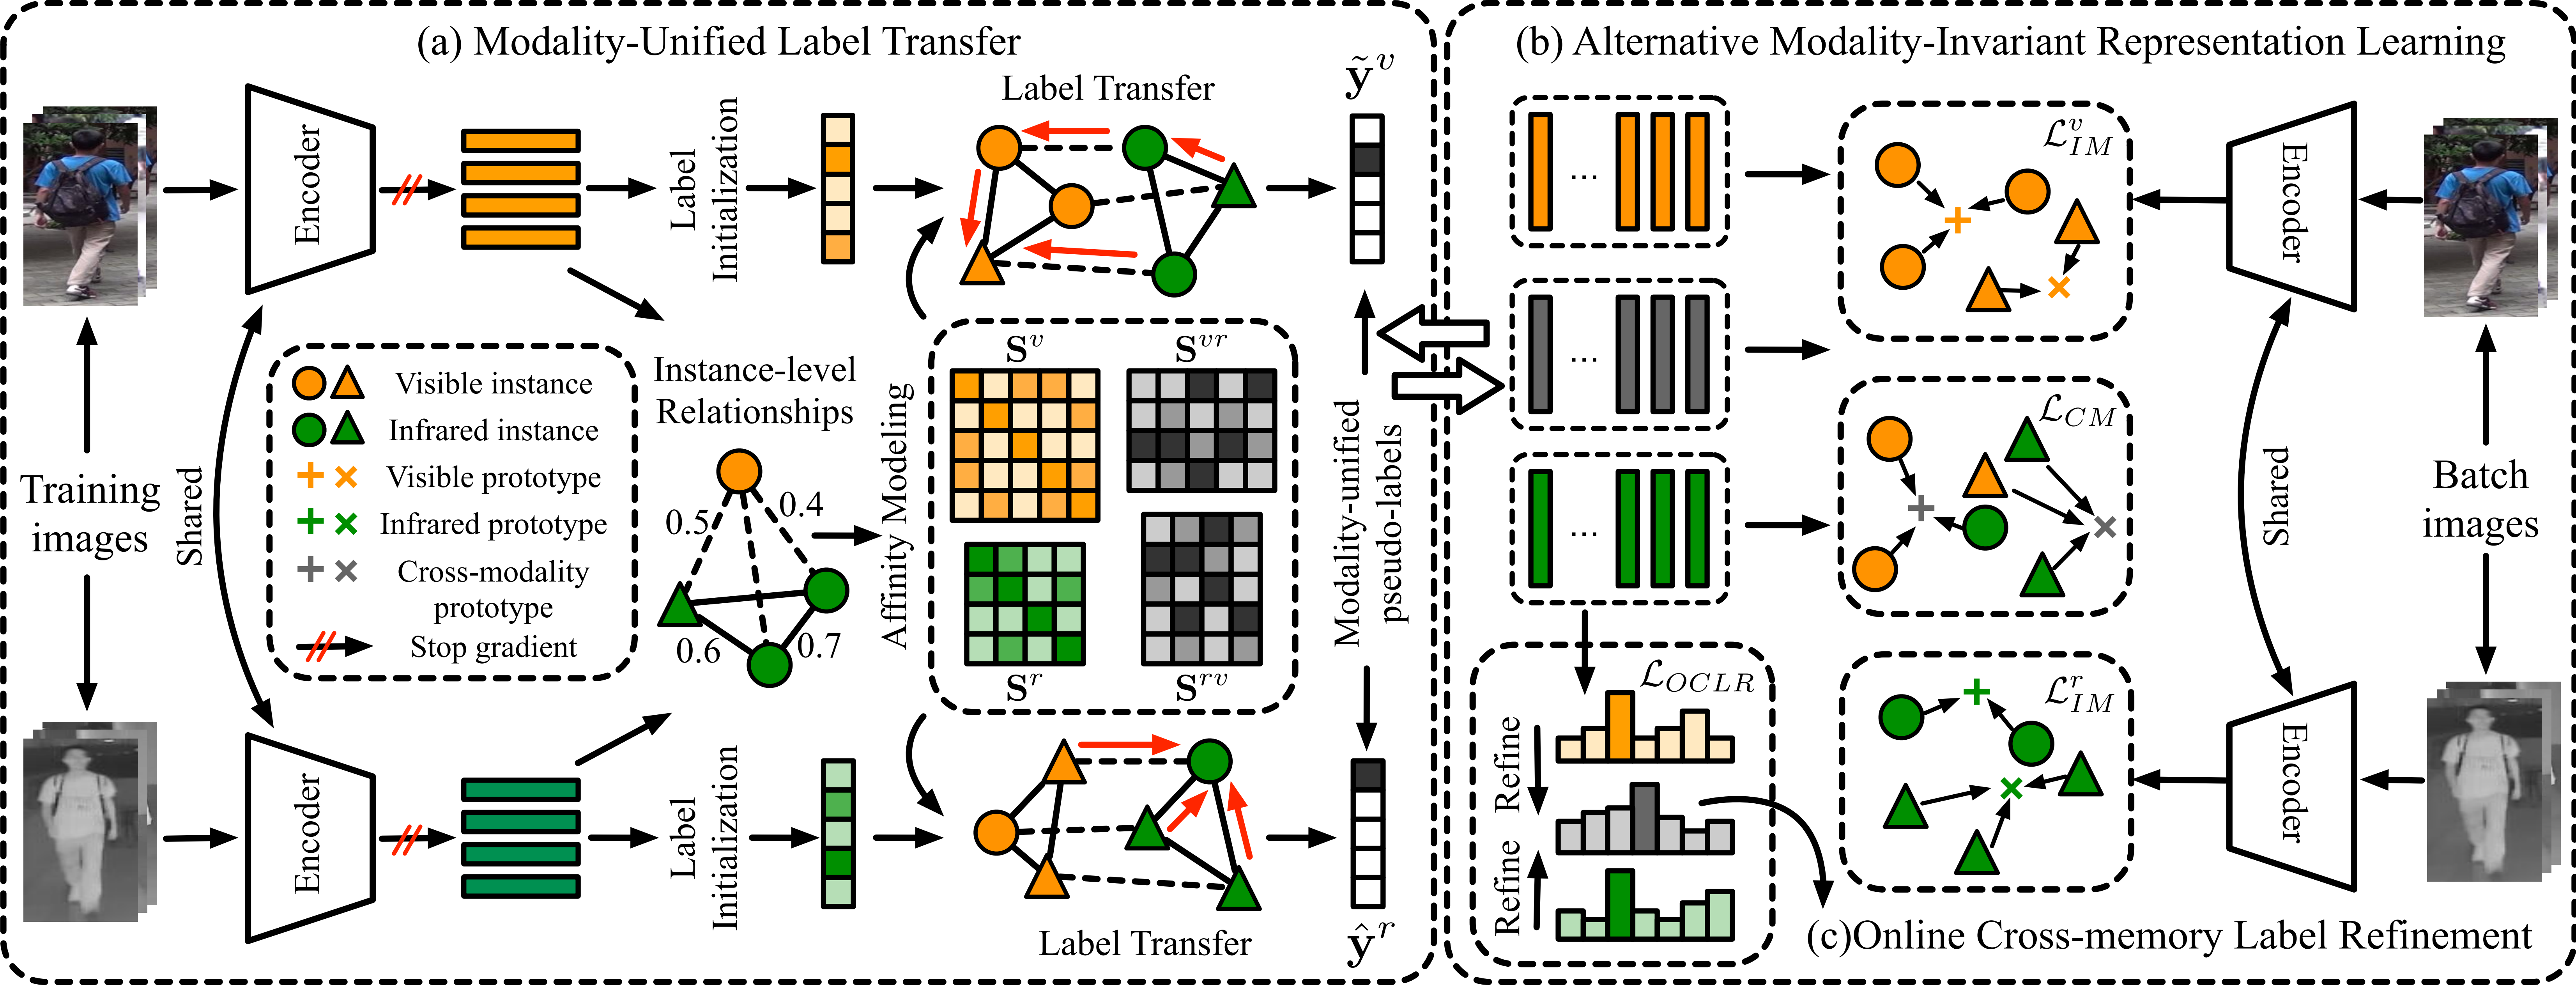 (a) Modality-Unified Label Transfer
Encoder
Label
Initialization
Label Transfer
ỹ^v
Training
images
Shared
Visible instance
Infrared instance
Visible prototype
Infrared prototype
Cross-modality
prototype
Stop gradient
Instance-level
Relationships
0.5
0.4
0.6
0.7
Affinity Modeling
S^v
S^vr
S^r
S^rv
Modality-unified
pseudo-labels
Encoder
Label
Initialization
Label Transfer
ŷ^r
(b) Alternative Modality-Invariant Representation Learning
...
...
...
ℒ^v_IM
ℒ_CM
ℒ^r_IM
Encoder
Shared
Batch
images
Encoder
ℒ_OCLR
Refine
Refine
(c)Online Cross-memory Label Refinement